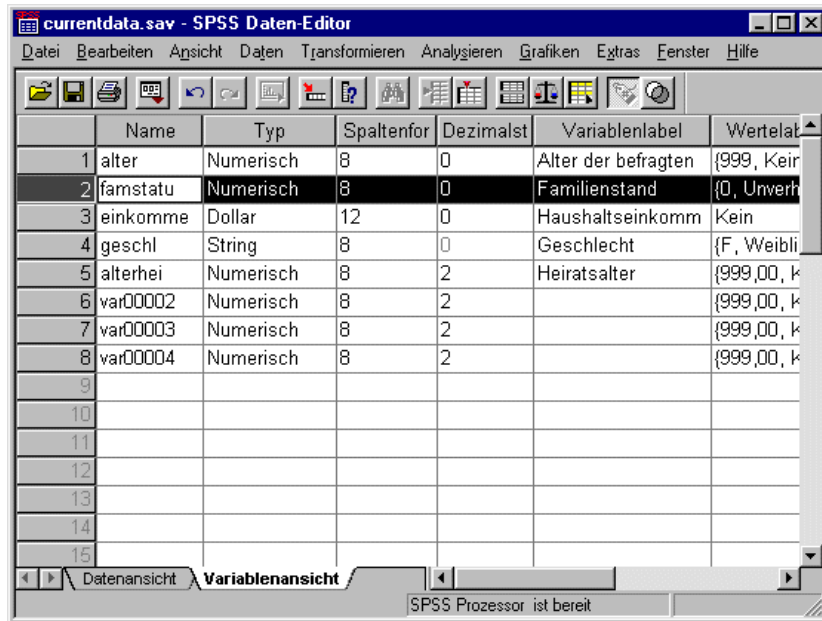 currentdata.sav - SPSS Daten-Editor
Datei Bearbeiten Ansicht Daten Transformieren Analysieren Grafiken Extras Fenster Hilfe
Name Typ Spaltenfor Dezimalst Variablenlabel Wertelab
1 alter Numerisch 8 0 Alter der befragten {999, Kein
2 famstatu Numerisch 8 0 Familienstand {0, Unverh
3 einkomme Dollar 12 0 Haushaltseinkomm Kein
4 geschl String 8 0 Geschlecht {F, Weibli
5 alterhei Numerisch 8 2 Heiratsalter {999,00, K
6 var00002 Numerisch 8 2 {999,00, K
7 var00003 Numerisch 8 2 {999,00, K
8 var00004 Numerisch 8 2 {999,00, K
9
10
11
12
13
14
15
Datenansicht Variablenansicht
SPSS Prozessor ist bereit